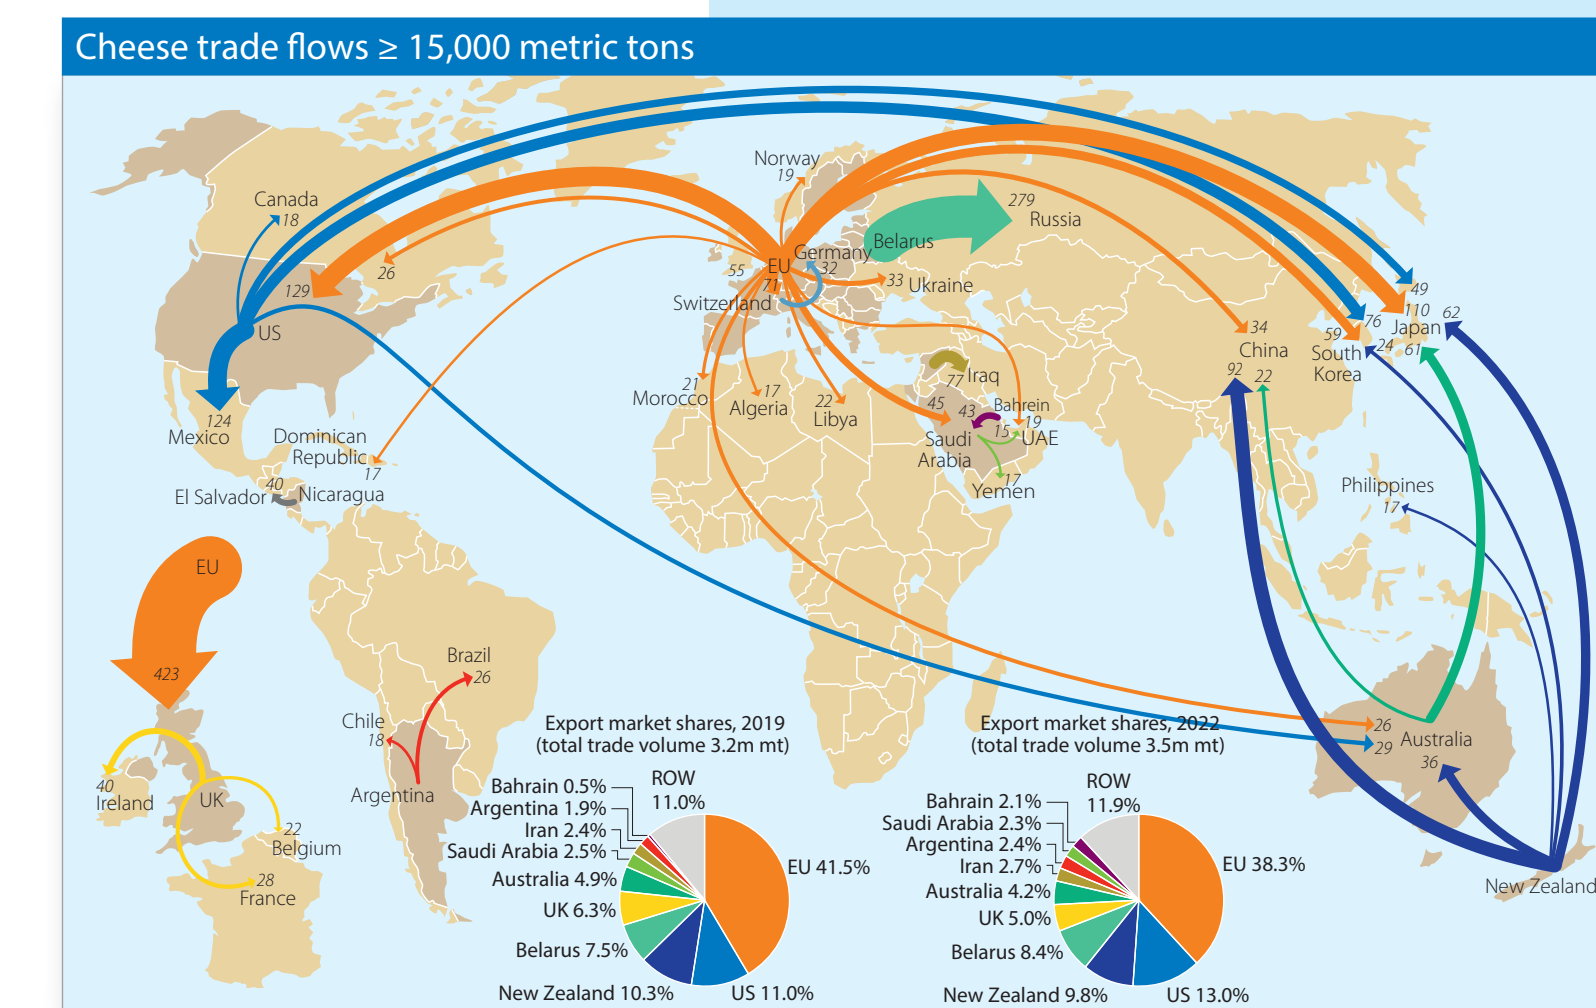 Cheese trade flows ≥ 15,000 metric tons
Norway
19
Canada
18
279
Russia
Belarus
Germany
32
EU
55
71
Switzerland
33 Ukraine
26
129
US
49
110
62
76
Japan
59
24
61
South
Korea
34
China
92
22
21
Morocco
17
Algeria
22
Libya
77
Iraq
45
43
Bahrein
15
19
UAE
Saudi
Arabia
17
Yemen
124
Mexico
Dominican
Republic
17
40
El Salvador
Nicaragua
Philippines
17
EU
423
Brazil
26
Chile
18
Argentina
26
29
Australia
36
New Zealand
40
Ireland
UK
22
Belgium
28
France
Export market shares, 2019
(total trade volume 3.2m mt)
ROW
11.0%
Bahrain 0.5%
Argentina 1.9%
Iran 2.4%
Saudi Arabia 2.5%
Australia 4.9%
UK 6.3%
Belarus 7.5%
New Zealand 10.3%
US 11.0%
EU 41.5%
Export market shares, 2022
(total trade volume 3.5m mt)
ROW
11.9%
Bahrain 2.1%
Saudi Arabia 2.3%
Argentina 2.4%
Iran 2.7%
Australia 4.2%
UK 5.0%
Belarus 8.4%
New Zealand 9.8%
US 13.0%
EU 38.3%